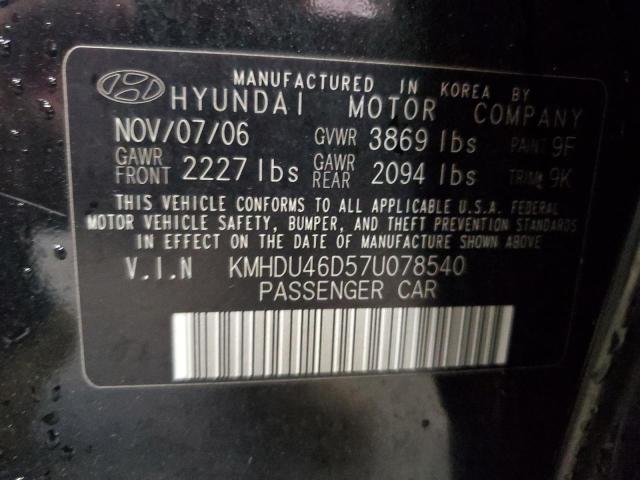 MANUFACTURED IN KOREA BY
HYUNDAI MOTOR COMPANY
NOV/07/06 GVWR 3869 lbs PAINT 9F
GAWR FRONT 2227 lbs GAWR REAR 2094 lbs TRIM 9K
THIS VEHICLE CONFORMS TO ALL APPLICABLE U.S.A. FEDERAL
MOTOR VEHICLE SAFETY, BUMPER, AND THEFT PREVENTION STANDARDS
IN EFFECT ON THE DATE OF MANUFACTURE SHOWN ABOVE.
V.I.N KMHDU46D57U078540
PASSENGER CAR